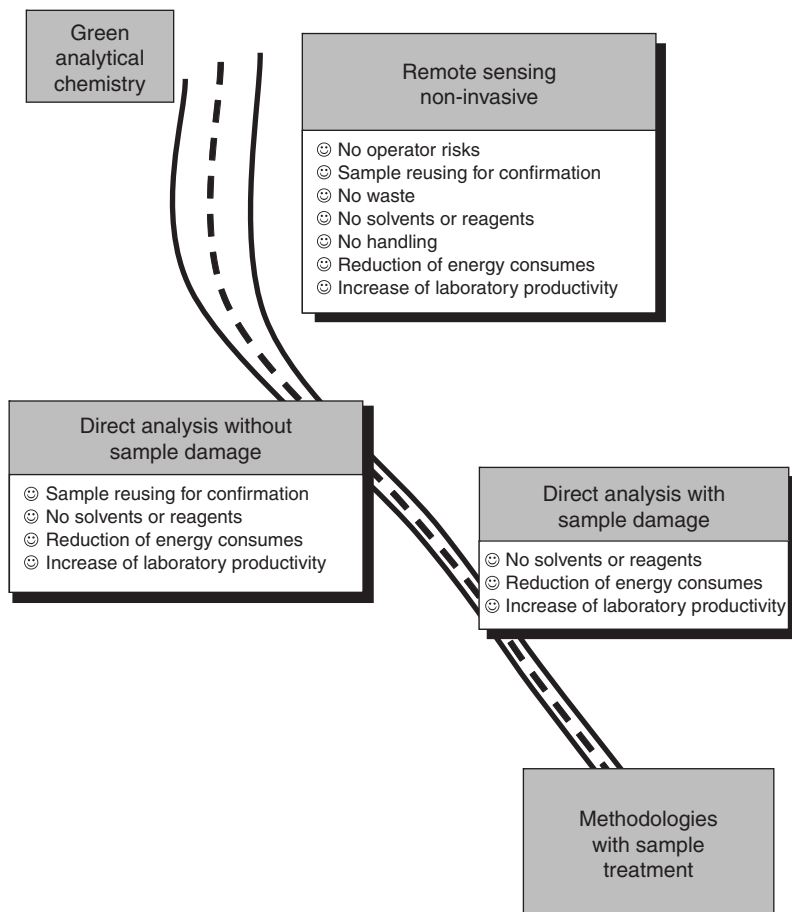 Green
analytical
chemistry
Remote sensing
non-invasive
☺ No operator risks
☺ Sample reusing for confirmation
☺ No waste
☺ No solvents or reagents
☺ No handling
☺ Reduction of energy consumes
☺ Increase of laboratory productivity
Direct analysis without
sample damage
☺ Sample reusing for confirmation
☺ No solvents or reagents
☺ Reduction of energy consumes
☺ Increase of laboratory productivity
Direct analysis with
sample damage
☺ No solvents or reagents
☺ Reduction of energy consumes
☺ Increase of laboratory productivity
Methodologies
with sample
treatment